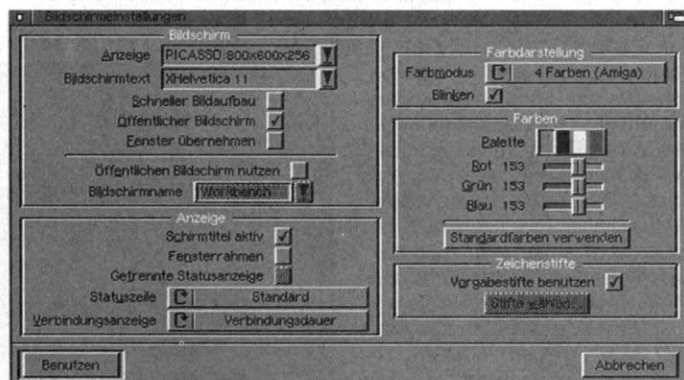 Bildschirmeinstellungen
Bildschirm
Anzeige PICASSO:800x600x256
Bildschirmtext XHelvetica 11
Schneller Bildaufbau
Öffentlicher Bildschirm
Fenster übernehmen
Öffentlichen Bildschirm nutzen
Bildschirmname Workbench
Anzeige
Schirmtitel aktiv
Fensterrahmen
Getrennte Statusanzeige
Statuszeile Standard
Verbindungsanzeige Verbindungsdauer
Farbdarstellung
Farbmodus 4 Farben (Amiga)
Blinken
Farben
Palette
Rot 153
Grün 153
Blau 153
Standardfarben verwenden
Zeichenstifte
Vorgabestifte benutzen
Stifte wählen...
Benutzen
Abbrechen